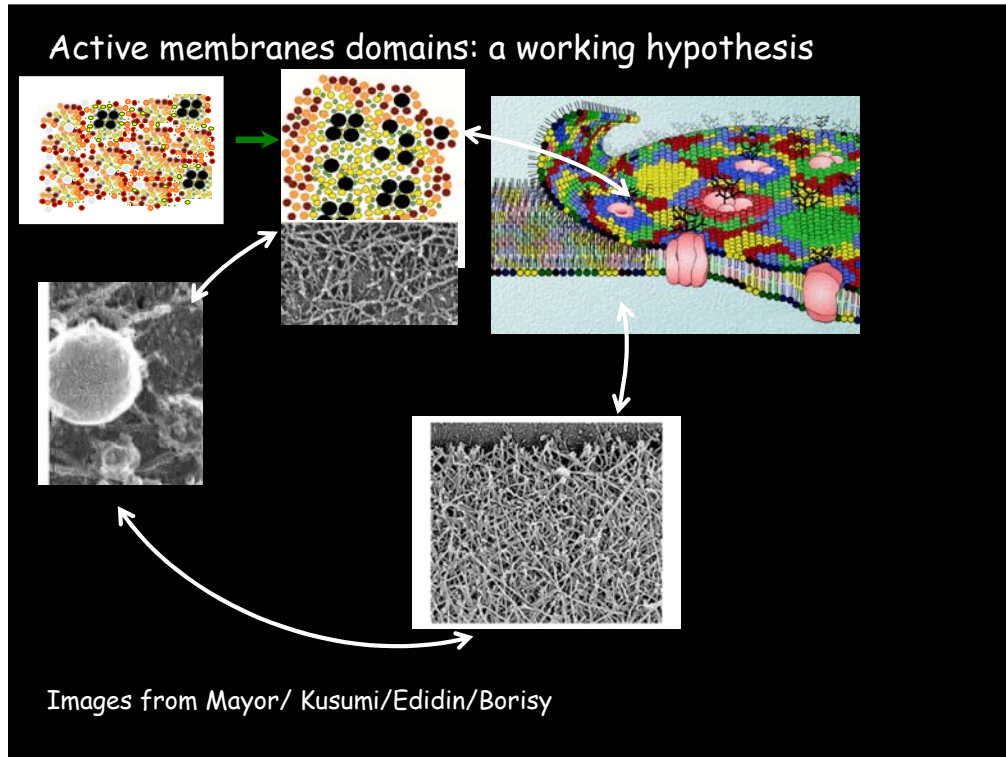 Active membranes domains: a working hypothesis
Images from Mayor/ Kusumi/Edidin/Borisy